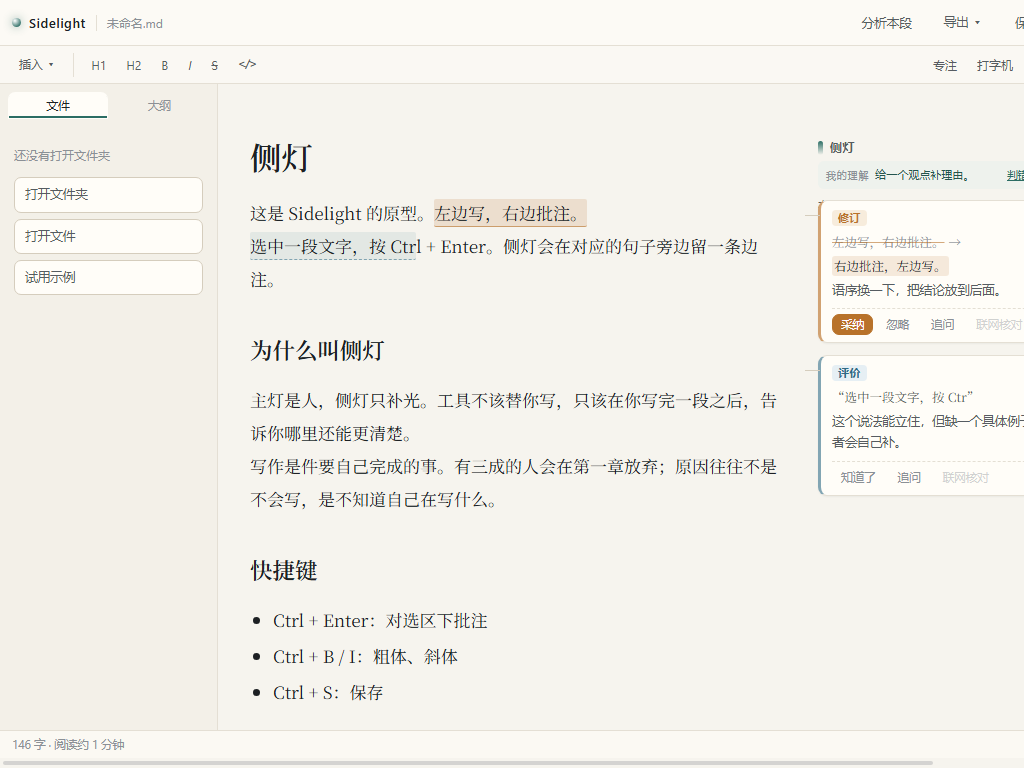 Sidelight 未命名.md 分析本段 导出
插入 H1 H2 B I S </> 专注 打字机
文件 大纲
还没有打开文件夹
打开文件夹
打开文件
试用示例
侧灯
这是 Sidelight 的原型。左边写，右边批注。
选中一段文字，按 Ctrl + Enter。侧灯会在对应的句子旁边留一条边
注。
为什么叫侧灯
主灯是人，侧灯只补光。工具不该替你写，只该在你写完一段之后，告
诉你哪里还能更清楚。
写作是件要自己完成的事。有三成的人会在第一章放弃；原因往往不是
不会写，是不知道自己在写什么。
快捷键
Ctrl + Enter：对选区下批注
Ctrl + B / I：粗体、斜体
Ctrl + S：保存
侧灯
我的理解 给一个观点补理由。 判错
修订
左边写，右边批注。 →
右边批注，左边写。
语序换一下，把结论放到后面。
采纳 忽略 追问 联网核对
评价
“选中一段文字，按 Ctr”
这个说法能立住，但缺一个具体例子
者会自己补。
知道了 追问 联网核对
146 字 · 阅读约 1 分钟